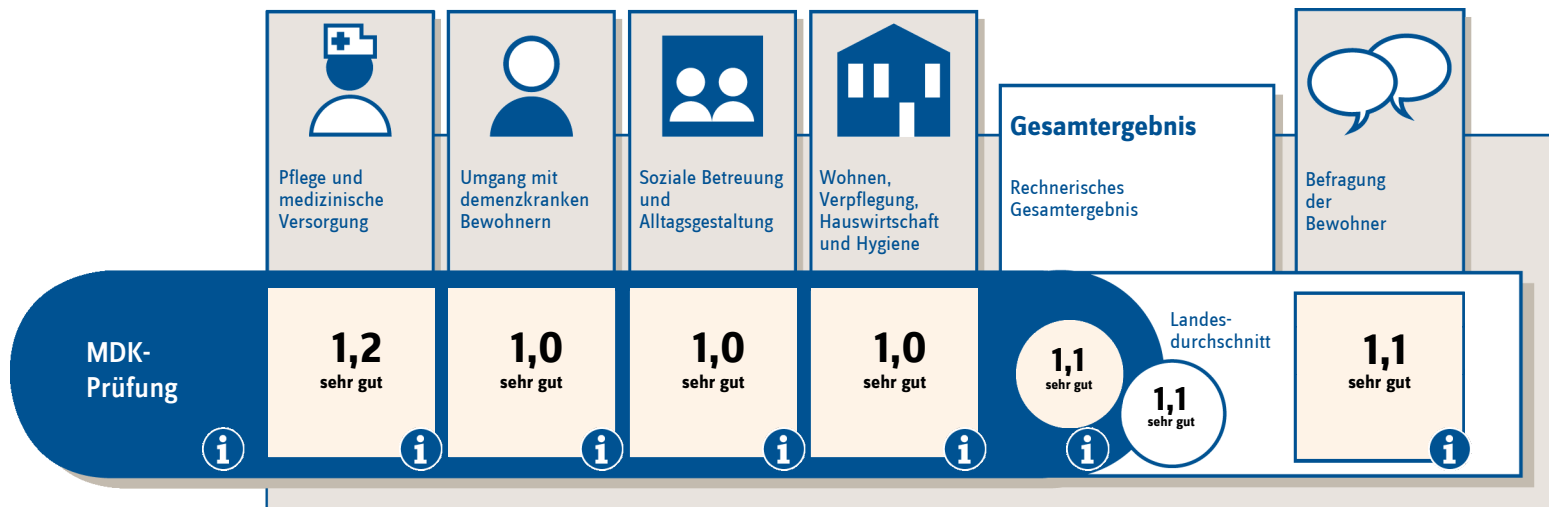 Pflege und
medizinische
Versorgung
Umgang mit
demenzkranken
Bewohnern
Soziale Betreuung
und
Alltagsgestaltung
Wohnen,
Verpflegung,
Hauswirtschaft
und Hygiene
Gesamtergebnis
Rechnerisches
Gesamtergebnis
Befragung
der
Bewohner
MDK-
Prüfung
i
1,2
sehr gut
i
1,0
sehr gut
i
1,0
sehr gut
i
1,0
sehr gut
i
1,1
sehr gut
i
Landes-
durchschnitt
1,1
sehr gut
1,1
sehr gut
i